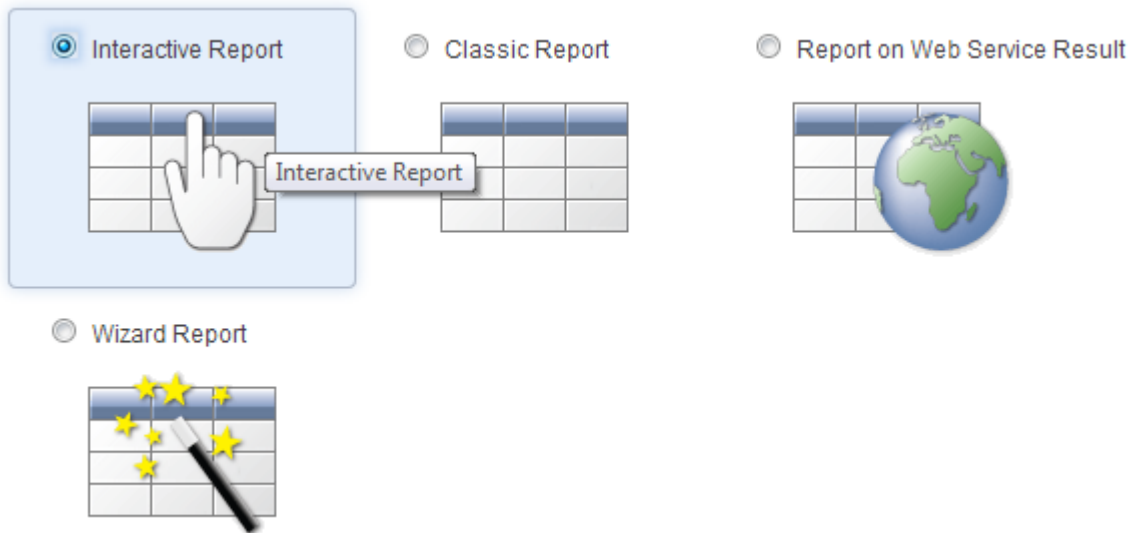 Interactive Report
Classic Report
Report on Web Service Result
Interactive Report
Wizard Report